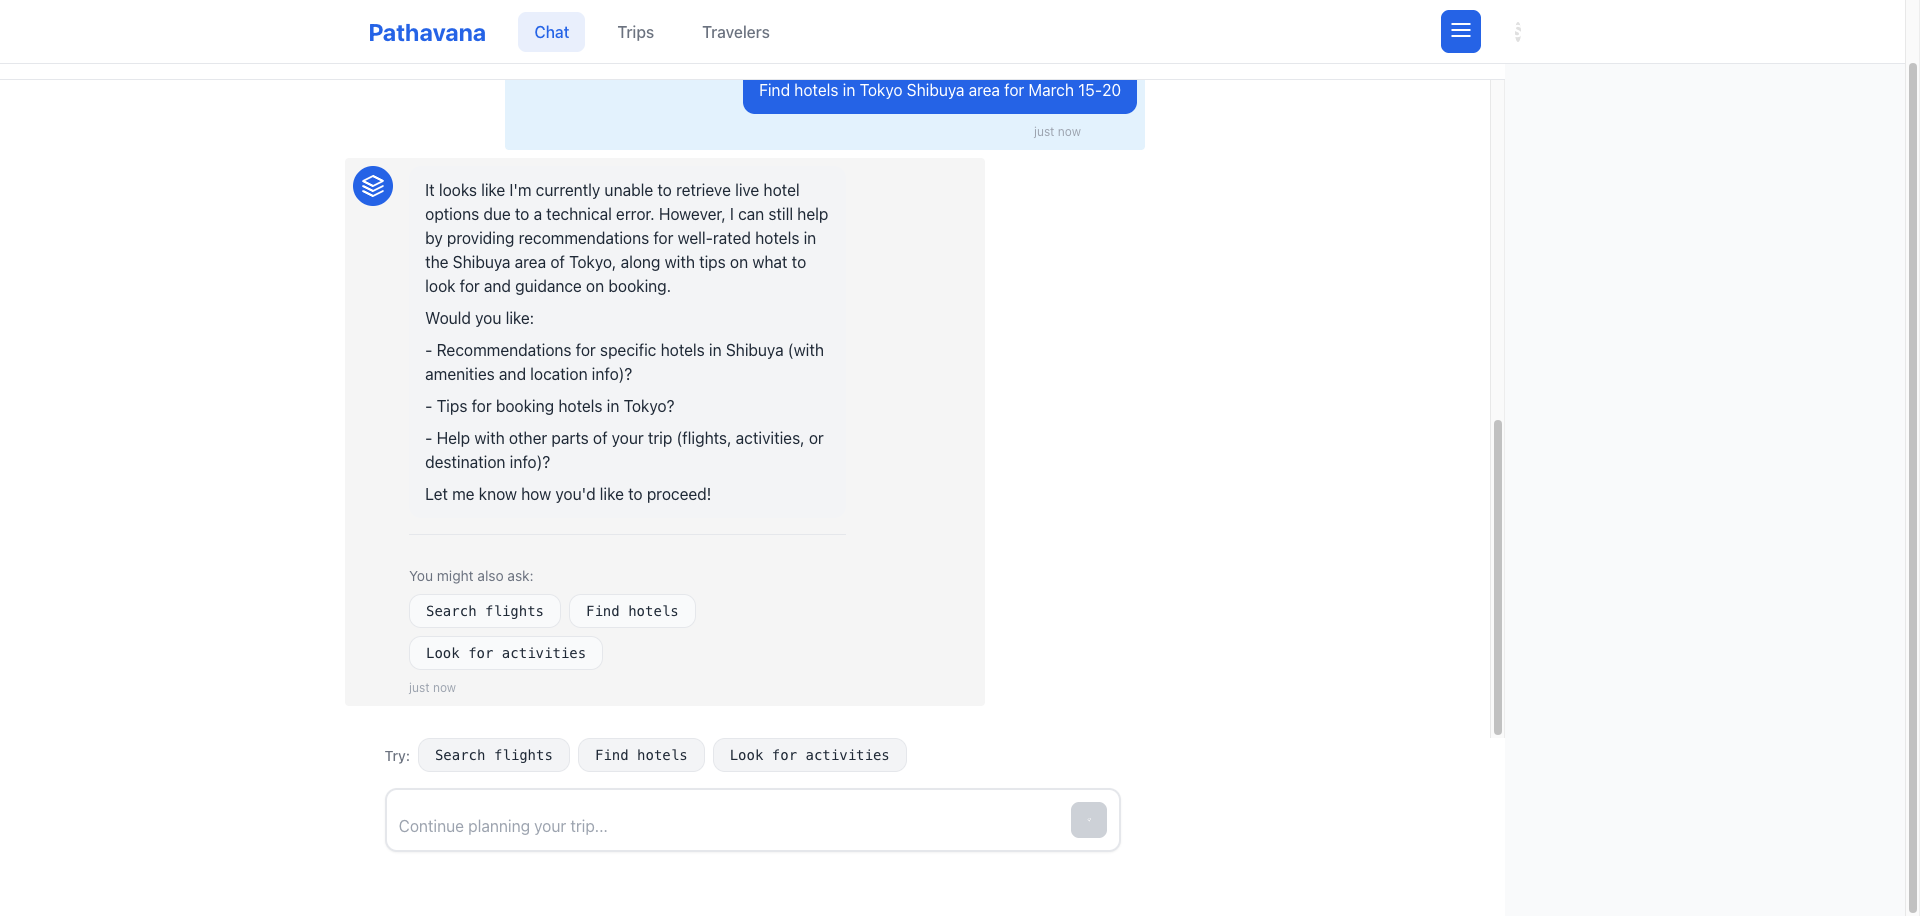 Pathavana
Chat
Trips
Travelers
Find hotels in Tokyo Shibuya area for March 15-20
just now
It looks like I'm currently unable to retrieve live hotel
options due to a technical error. However, I can still help
by providing recommendations for well-rated hotels in
the Shibuya area of Tokyo, along with tips on what to
look for and guidance on booking.
Would you like:
- Recommendations for specific hotels in Shibuya (with
amenities and location info)?
- Tips for booking hotels in Tokyo?
- Help with other parts of your trip (flights, activities, or
destination info)?
Let me know how you'd like to proceed!
You might also ask:
Search flights
Find hotels
Look for activities
just now
Try:
Search flights
Find hotels
Look for activities
Continue planning your trip...